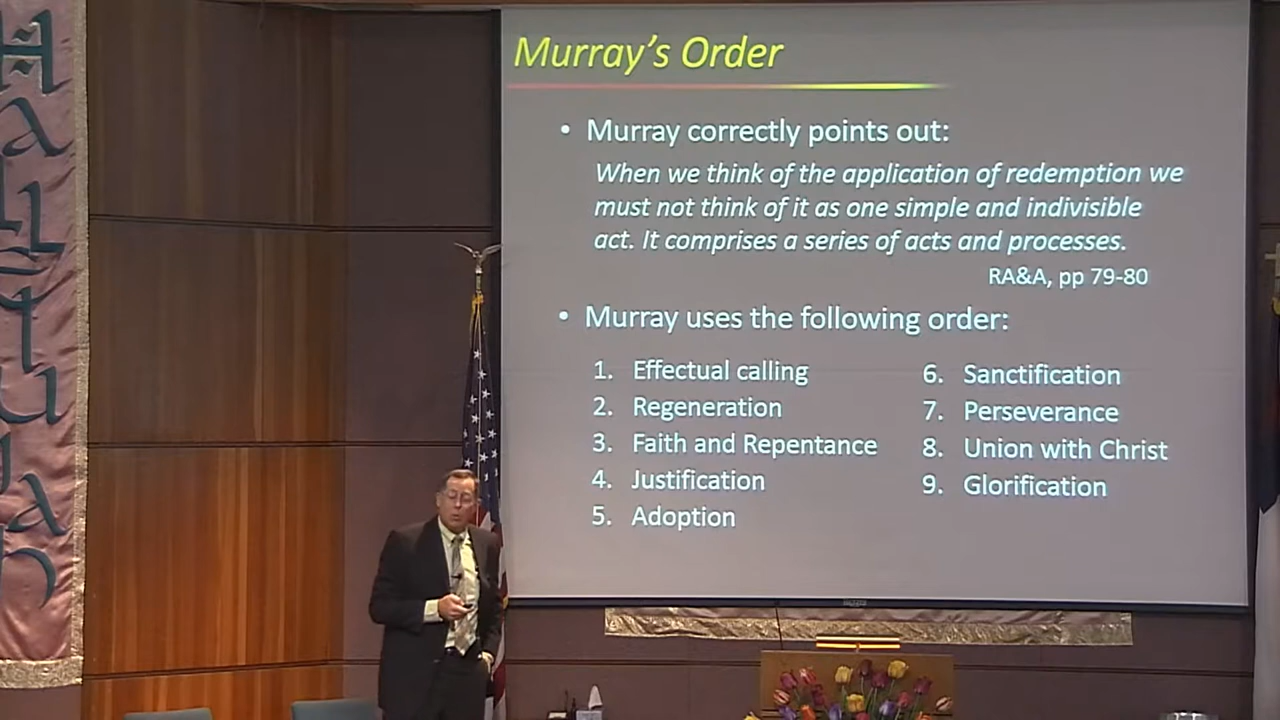 Hallelujah
Murray's Order
• Murray correctly points out:
When we think of the application of redemption we
must not think of it as one simple and indivisible
act. It comprises a series of acts and processes.
RA&A, pp 79-80
• Murray uses the following order:
1. Effectual calling
2. Regeneration
3. Faith and Repentance
4. Justification
5. Adoption
6. Sanctification
7. Perseverance
8. Union with Christ
9. Glorification